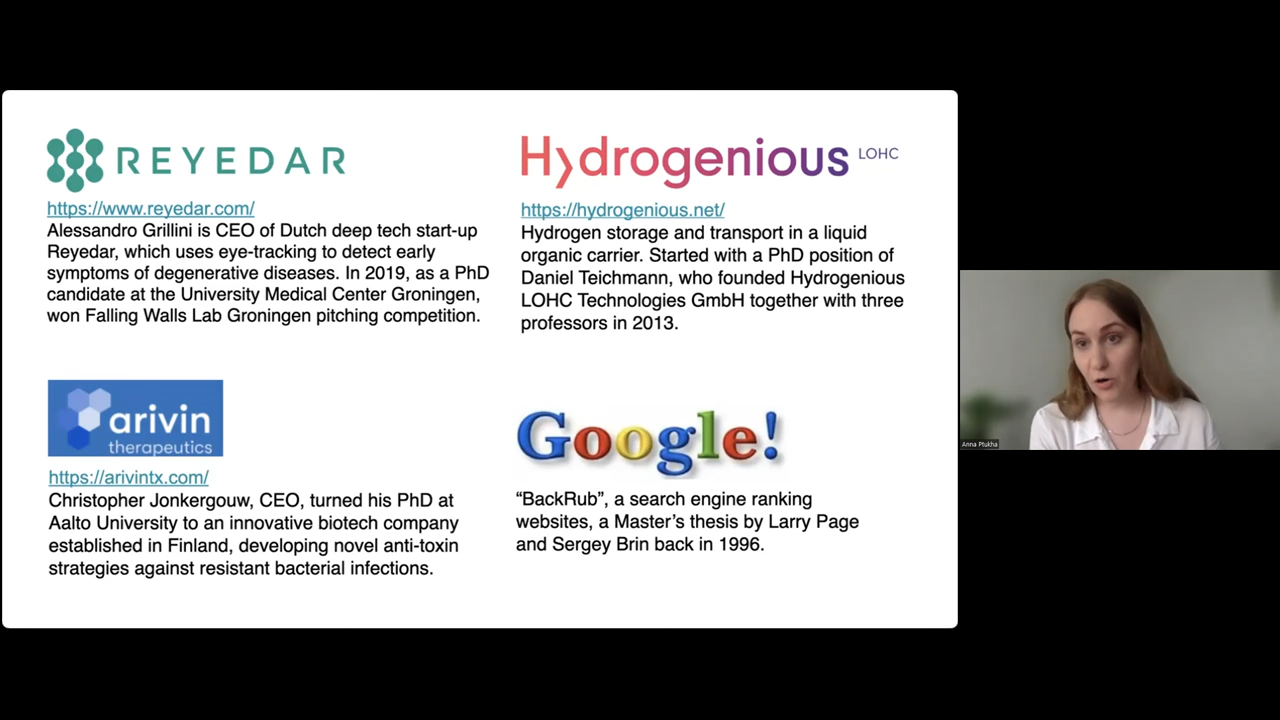 REYEDAR
https://www.reyedar.com/
Alessandro Grillini is CEO of Dutch deep tech start-up
Reyedar, which uses eye-tracking to detect early
symptoms of degenerative diseases. In 2019, as a PhD
candidate at the University Medical Center Groningen,
won Falling Walls Lab Groningen pitching competition.
Hydrogenious LOHC
https://hydrogenious.net/
Hydrogen storage and transport in a liquid
organic carrier. Started with a PhD position of
Daniel Teichmann, who founded Hydrogenious
LOHC Technologies GmbH together with three
professors in 2013.
arivin
therapeutics
https://arivintx.com/
Christopher Jonkergouw, CEO, turned his PhD at
Aalto University to an innovative biotech company
established in Finland, developing novel anti-toxin
strategies against resistant bacterial infections.
Google!
“BackRub”, a search engine ranking
websites, a Master’s thesis by Larry Page
and Sergey Brin back in 1996.
Anna Ptukha